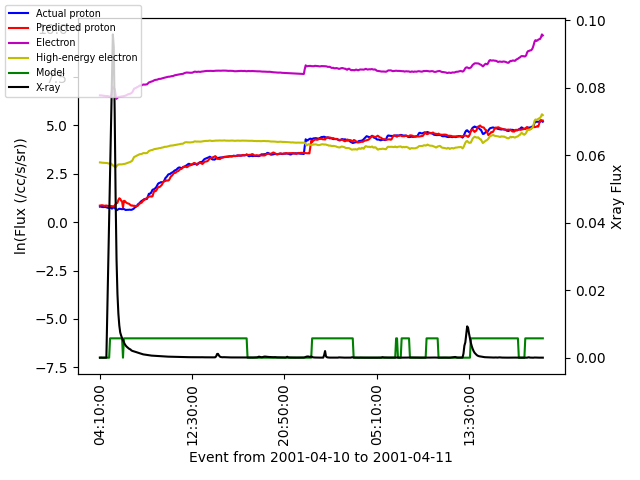 Actual proton
Predicted proton
Electron
High-energy electron
Model
X-ray
10.0
7.5
5.0
2.5
0.0
−2.5
−5.0
−7.5
ln(Flux (/cc/s/sr))
0.10
0.08
0.06
0.04
0.02
0.00
Xray Flux
04:10:00
12:30:00
20:50:00
05:10:00
13:30:00
Event from 2001-04-10 to 2001-04-11